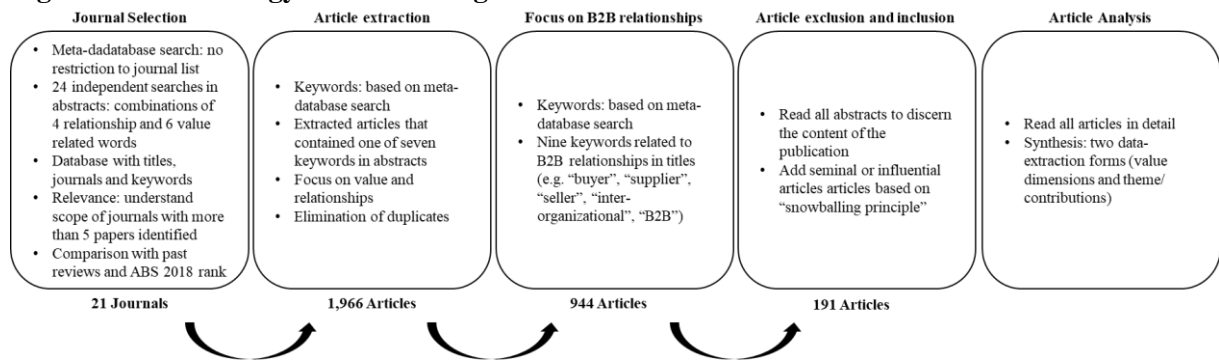 Journal Selection
• Meta-dadatabase search: no
restriction to journal list
• 24 independent searches in
abstracts: combinations of
4 relationship and 6 value
related words
• Database with titles,
journals and keywords
• Relevance: understand
scope of journals with more
than 5 papers identified
• Comparison with past
reviews and ABS 2018 rank
21 Journals
Article extraction
• Keywords: based on meta-
database search
• Extracted articles that
contained one of seven
keywords in abstracts
• Focus on value and
relationships
• Elimination of duplicates
1,966 Articles
Focus on B2B relationships
• Keywords: based on meta-
database search
• Nine keywords related to
B2B relationships in titles
(e.g. “buyer”, “supplier”,
“seller”, “inter-
organizational”, “B2B”)
944 Articles
Article exclusion and inclusion
• Read all abstracts to discern
the content of the
publication
• Add seminal or influential
articles articles based on
“snowballing principle”
191 Articles
Article Analysis
• Read all articles in detail
• Synthesis: two data-
extraction forms (value
dimensions and theme/
contributions)